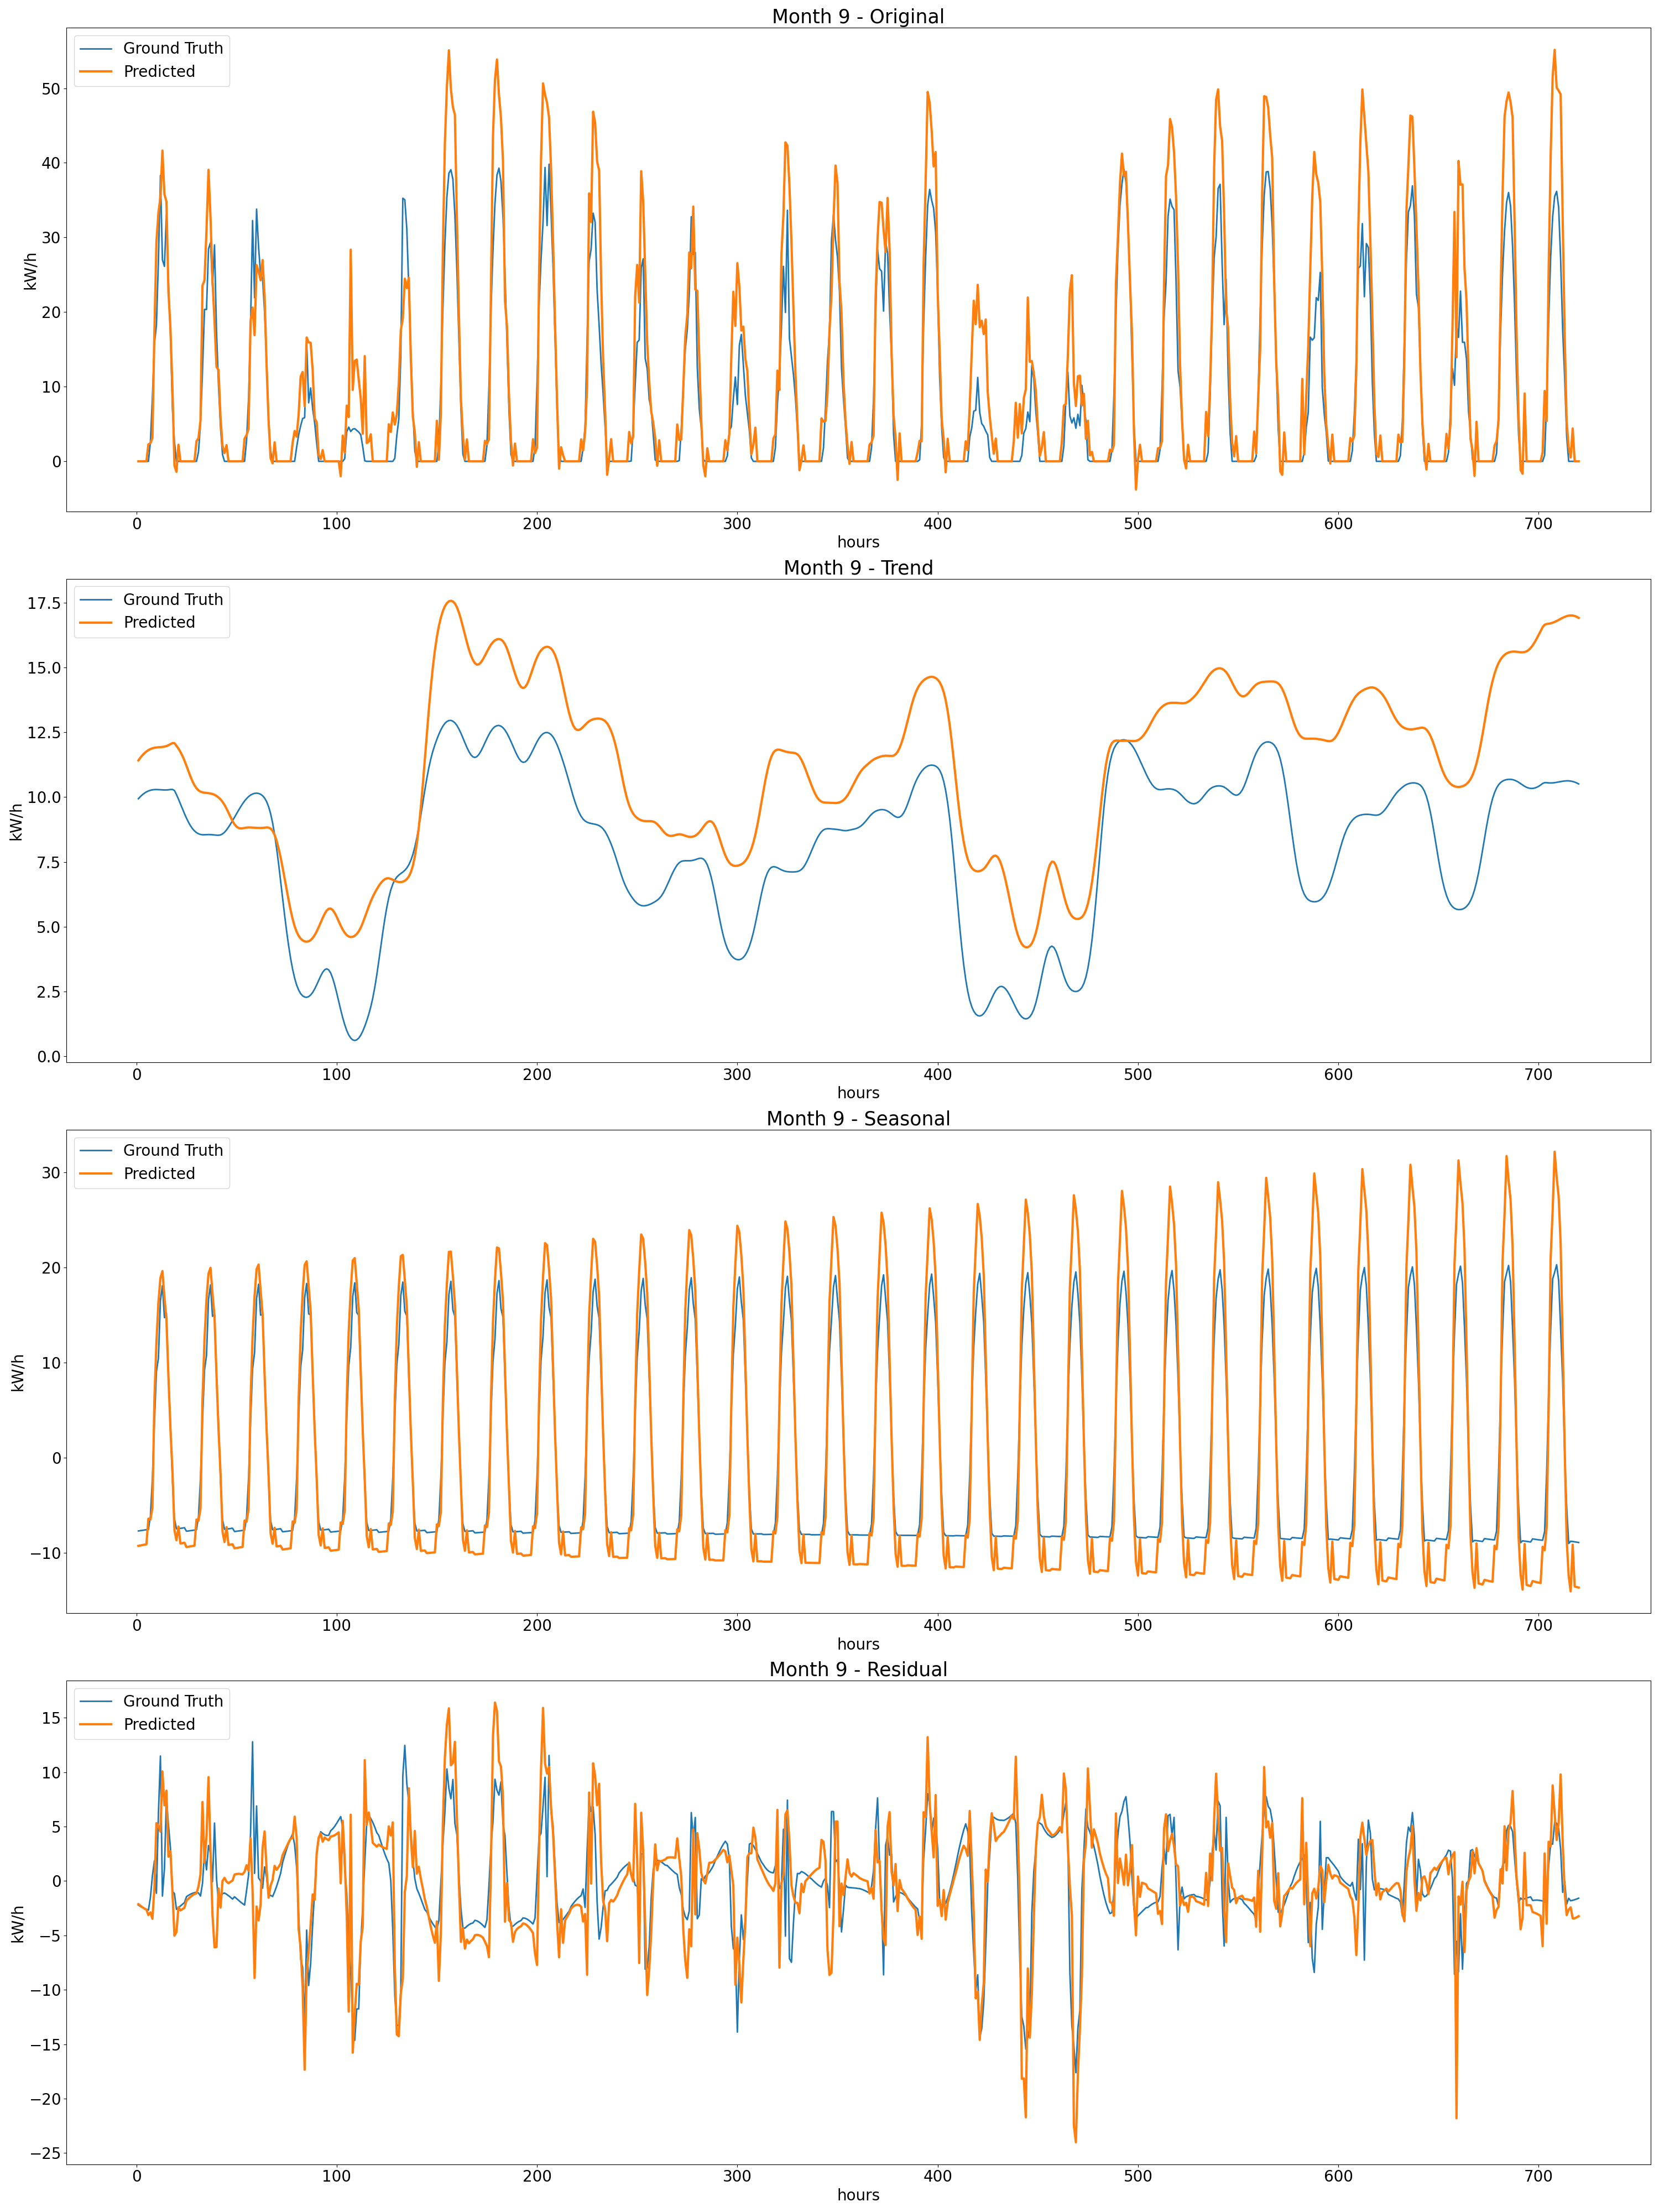 Month 9 - Original
Ground Truth
Predicted
50
40
30
20
10
0
kW/h
0 100 200 300 400 500 600 700
hours
Month 9 - Trend
Ground Truth
Predicted
17.5
15.0
12.5
10.0
7.5
5.0
2.5
0.0
kW/h
0 100 200 300 400 500 600 700
hours
Month 9 - Seasonal
Ground Truth
Predicted
30
20
10
0
−10
kW/h
0 100 200 300 400 500 600 700
hours
Month 9 - Residual
Ground Truth
Predicted
15
10
5
0
−5
−10
−15
−20
−25
kW/h
0 100 200 300 400 500 600 700
hours